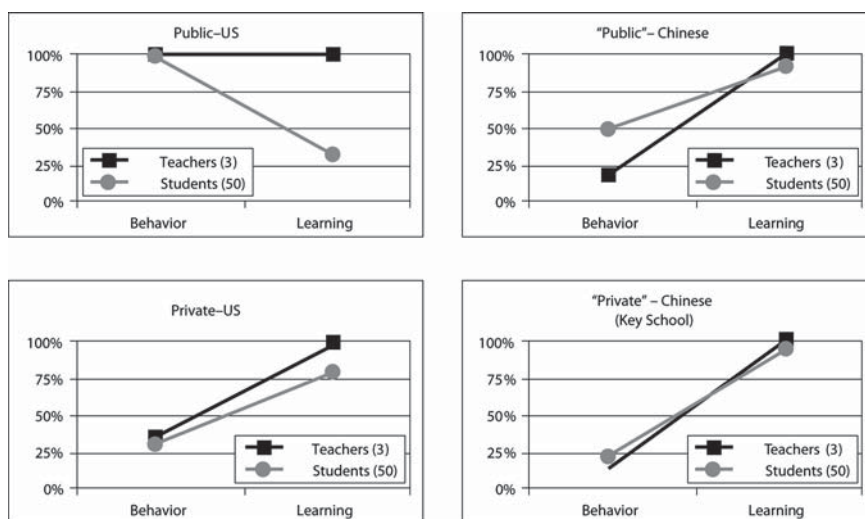 Public–US
100%
75%
50%
25%
0%
Teachers (3)
Students (50)
Behavior Learning
"Public" – Chinese
100%
75%
50%
25%
0%
Teachers (3)
Students (50)
Behavior Learning
Private–US
100%
75%
50%
25%
0%
Teachers (3)
Students (50)
Behavior Learning
"Private" – Chinese
(Key School)
100%
75%
50%
25%
0%
Teachers (3)
Students (50)
Behavior Learning